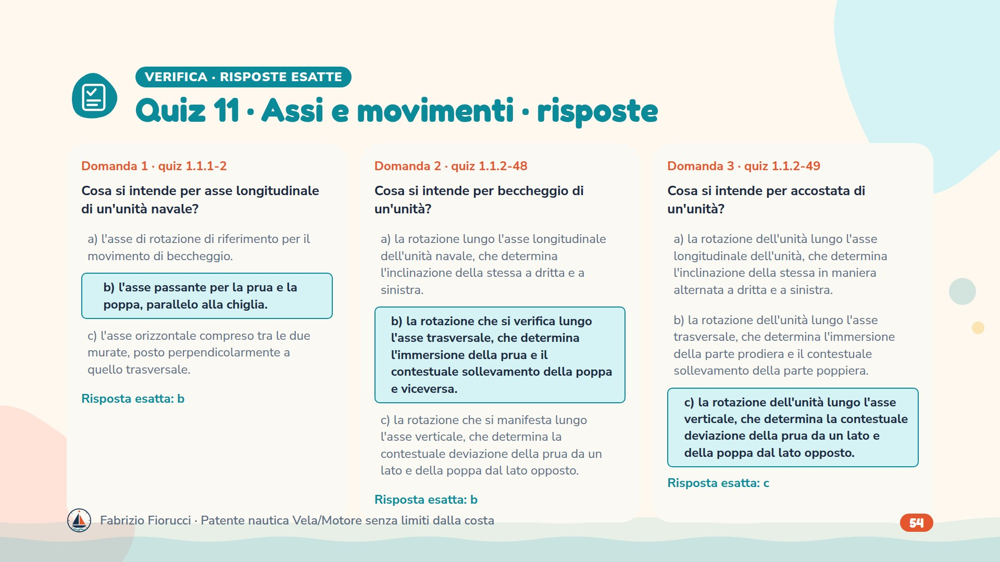 VERIFICA · RISPOSTE ESATTE
Quiz 11 · Assi e movimenti · risposte
Domanda 1 · quiz 1.1.1-2
Cosa si intende per asse longitudinale
di un'unità navale?
a) l'asse di rotazione di riferimento per il
movimento di beccheggio.
b) l'asse passante per la prua e la
poppa, parallelo alla chiglia.
c) l'asse orizzontale compreso tra le due
murate, posto perpendicolarmente a
quello trasversale.
Risposta esatta: b
Domanda 2 · quiz 1.1.2-48
Cosa si intende per beccheggio di
un'unità?
a) la rotazione lungo l'asse longitudinale
dell'unità navale, che determina
l'inclinazione della stessa a dritta e a
sinistra.
b) la rotazione che si verifica lungo
l'asse trasversale, che determina
l'immersione della prua e il
contestuale sollevamento della poppa
e viceversa.
c) la rotazione che si manifesta lungo
l'asse verticale, che determina la
contestuale deviazione della prua da un
lato e della poppa dal lato opposto.
Risposta esatta: b
Domanda 3 · quiz 1.1.2-49
Cosa si intende per accostata di
un'unità?
a) la rotazione dell'unità lungo l'asse
longitudinale dell'unità, che determina
l'inclinazione della stessa in maniera
alternata a dritta e a sinistra.
b) la rotazione dell'unità lungo l'asse
trasversale, che determina l'immersione
della parte prodiera e il contestuale
sollevamento della parte poppiera.
c) la rotazione dell'unità lungo l'asse
verticale, che determina la contestuale
deviazione della prua da un lato e
della poppa dal lato opposto.
Risposta esatta: c
Fabrizio Fiorucci · Patente nautica Vela/Motore senza limiti dalla costa
54